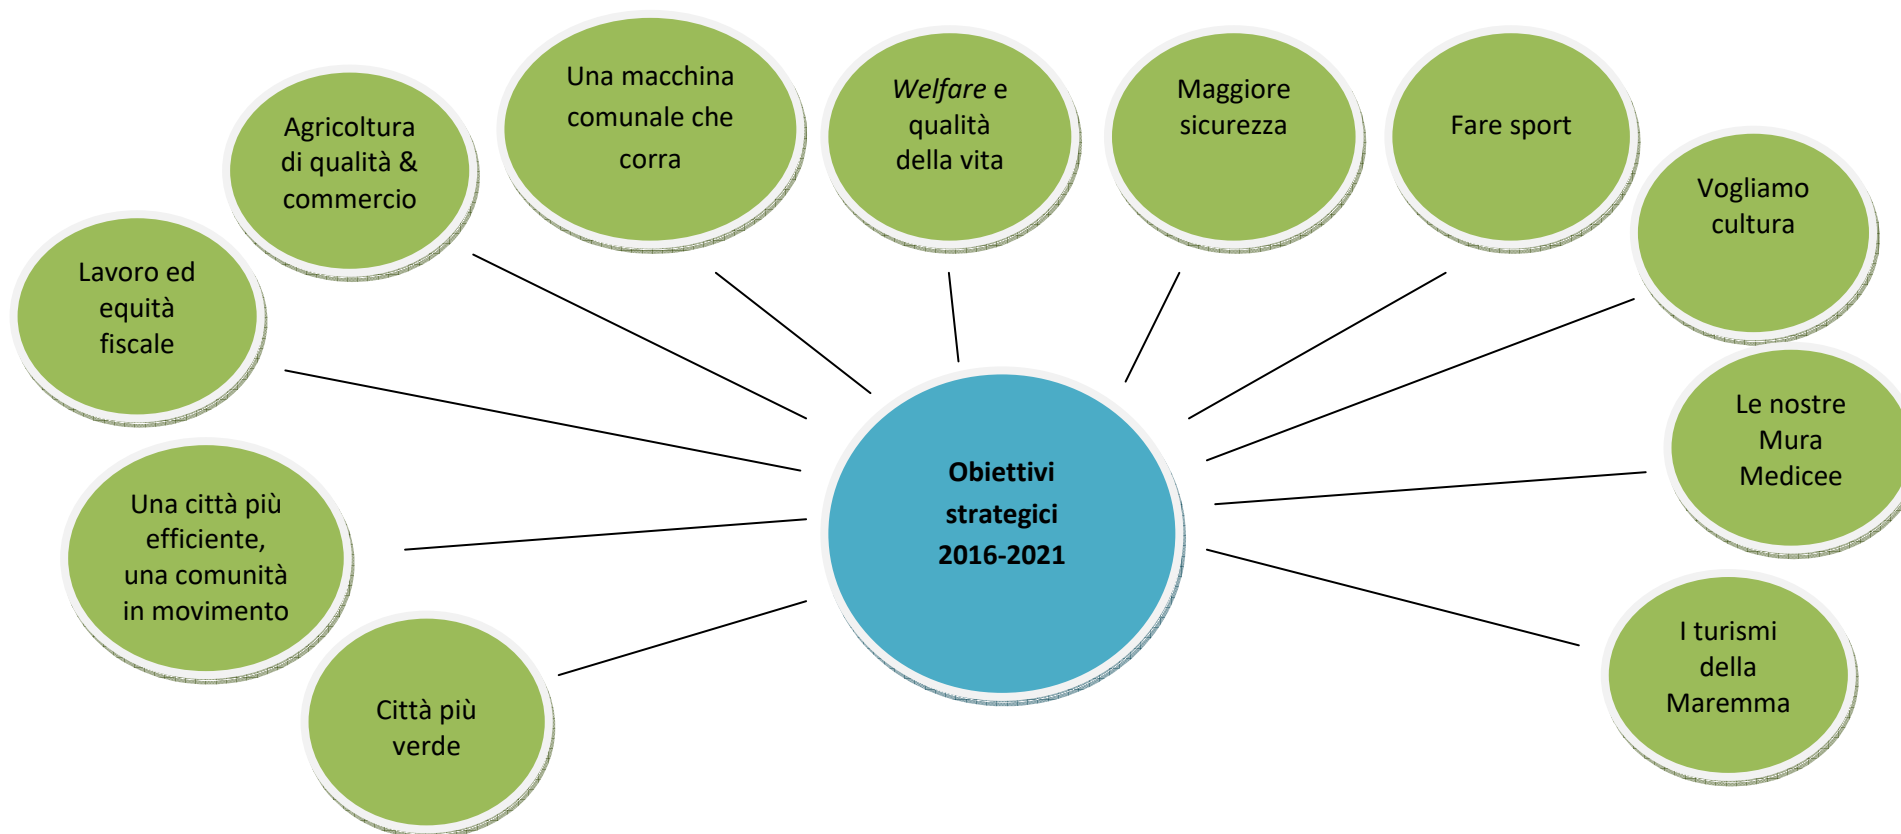 Una macchina
comunale che
corra
Welfare e
qualità
della vita
Maggiore
sicurezza
Fare sport
Agricoltura
di qualità &
commercio
Vogliamo
cultura
Lavoro ed
equità
fiscale
Le nostre
Mura
Medicee
Obiettivi
strategici
2016-2021
Una città più
efficiente,
una comunità
in movimento
I turismi
della
Maremma
Città più
verde